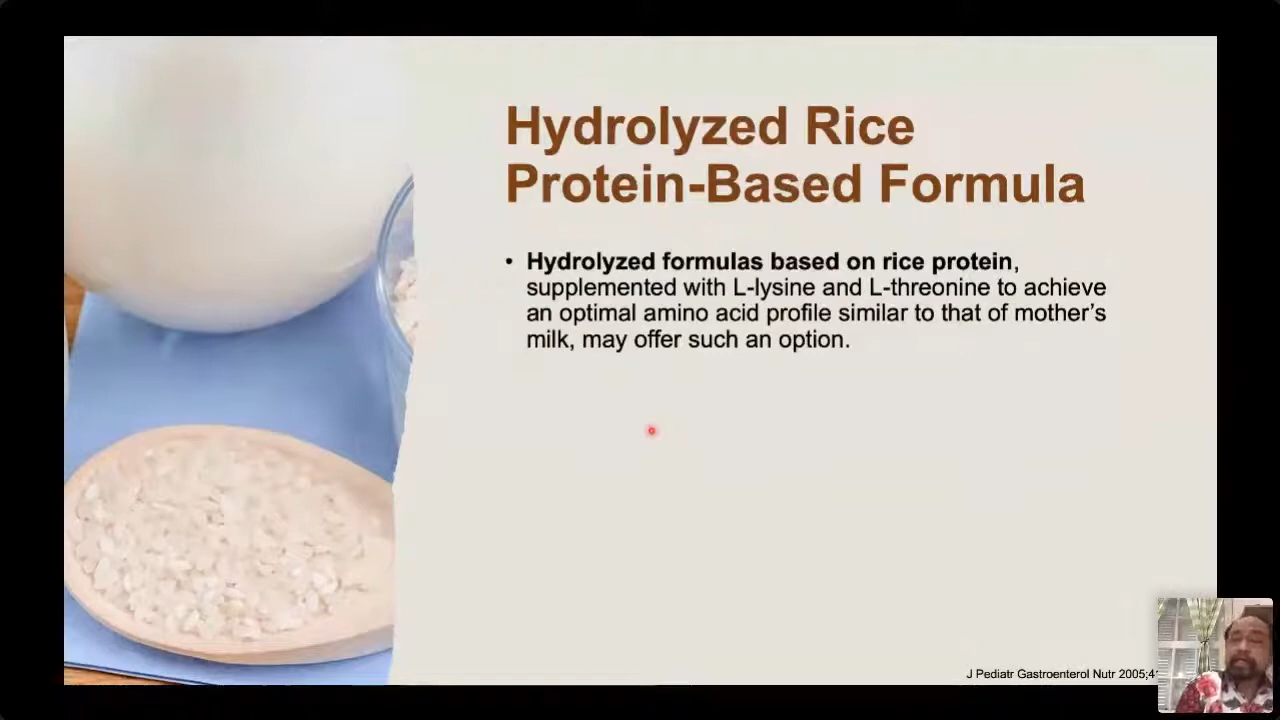 Hydrolyzed Rice
Protein-Based Formula
• Hydrolyzed formulas based on rice protein,
supplemented with L-lysine and L-threonine to achieve
an optimal amino acid profile similar to that of mother’s
milk, may offer such an option.
J Pediatr Gastroenterol Nutr 2005;4